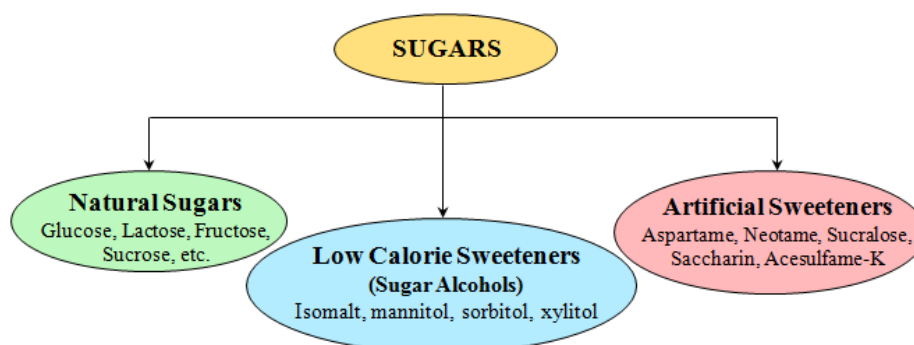 SUGARS
Natural Sugars
Glucose, Lactose, Fructose,
Sucrose, etc.
Low Calorie Sweeteners
(Sugar Alcohols)
Isomalt, mannitol, sorbitol, xylitol
Artificial Sweeteners
Aspartame, Neotame, Sucralose,
Saccharin, Acesulfame-K